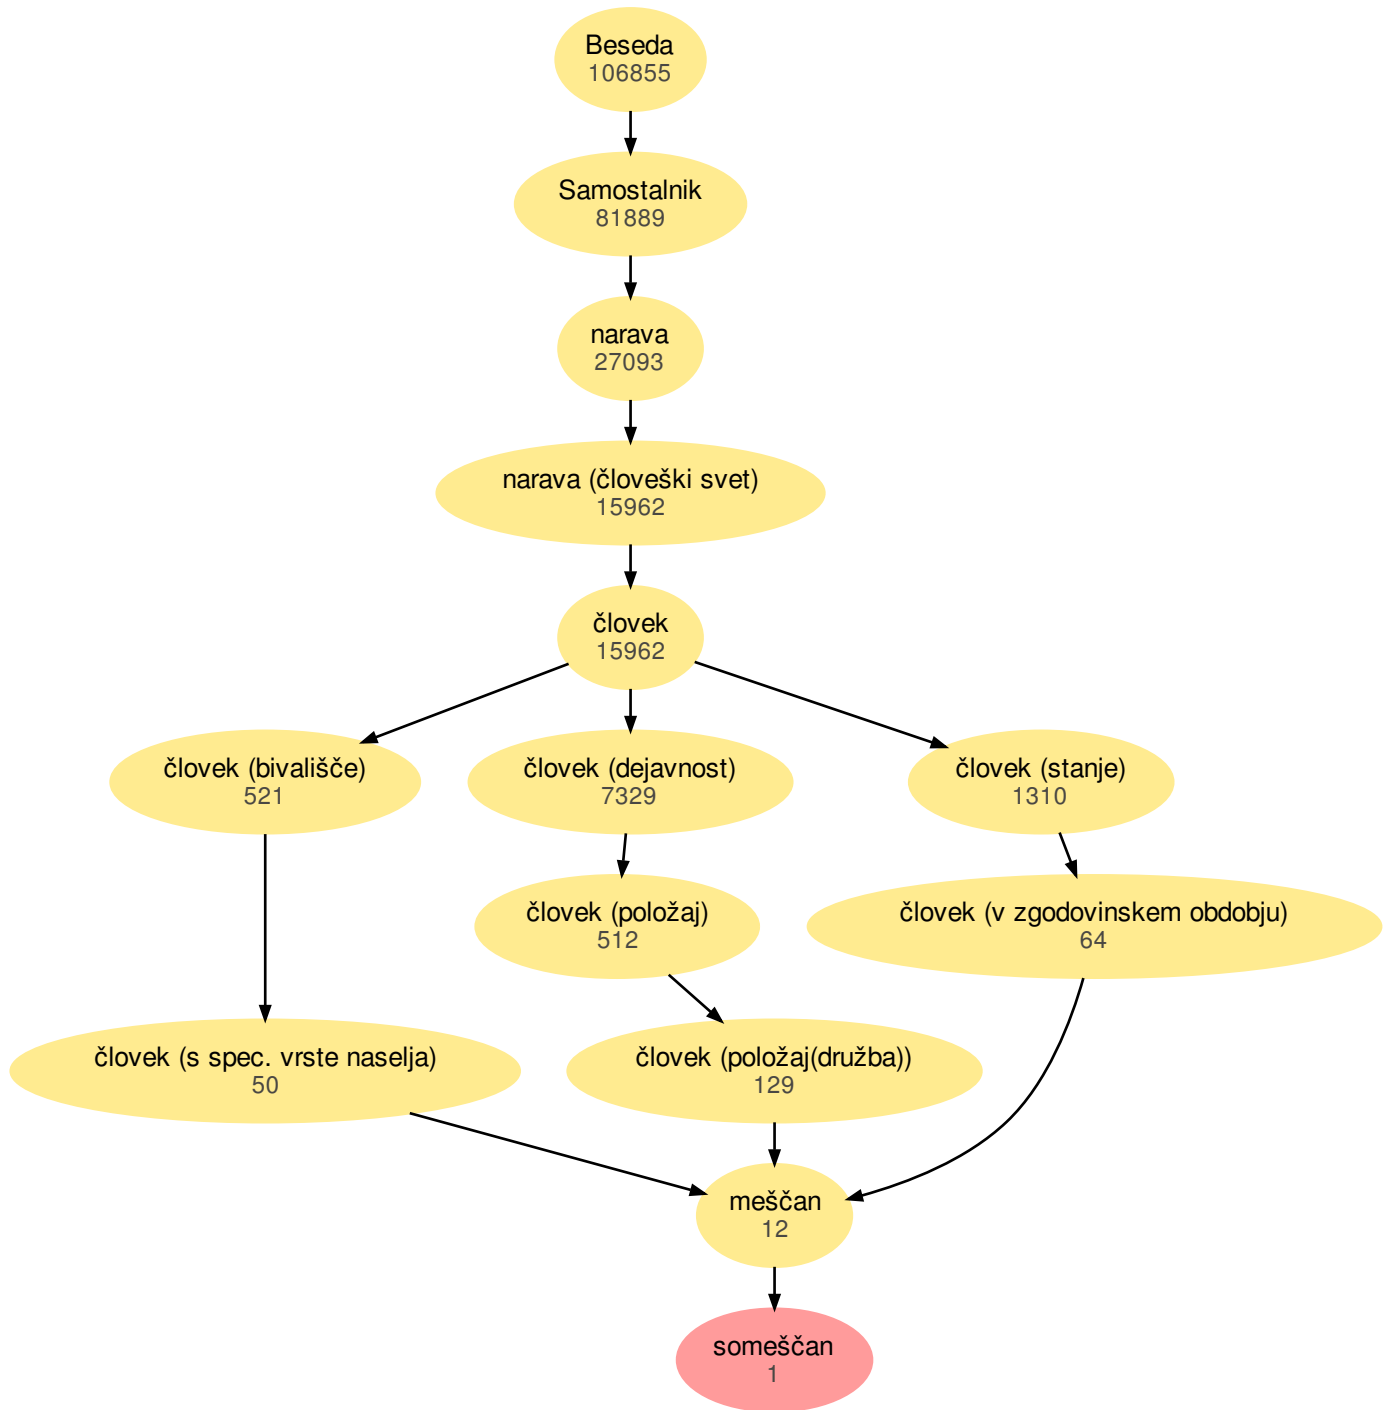 Beseda
106855
Samostalnik
81889
narava
27093
narava (človeški svet)
15962
človek
15962
človek (bivališče)
521
človek (dejavnost)
7329
človek (stanje)
1310
človek (položaj)
512
človek (v zgodovinskem obdobju)
64
človek (s spec. vrste naselja)
50
človek (položaj(družba))
129
meščan
12
someščan
1